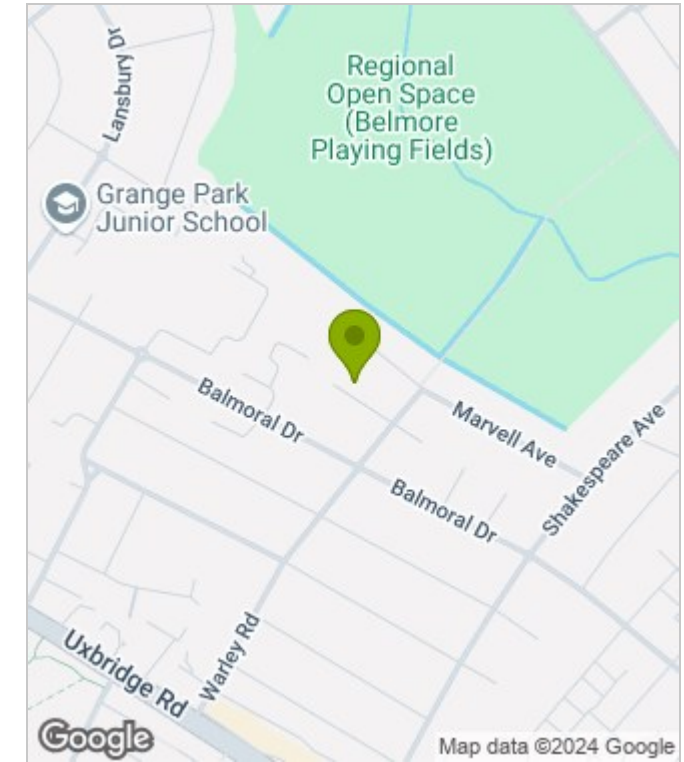 Lansbury Dr
Regional
Open Space
(Belmore
Playing Fields)
Grange Park
Junior School
Balmoral Dr
Marvell Ave
Shakespeare Ave
Balmoral Dr
Warley Rd
Uxbridge Rd
Google
Map data ©2024 Google